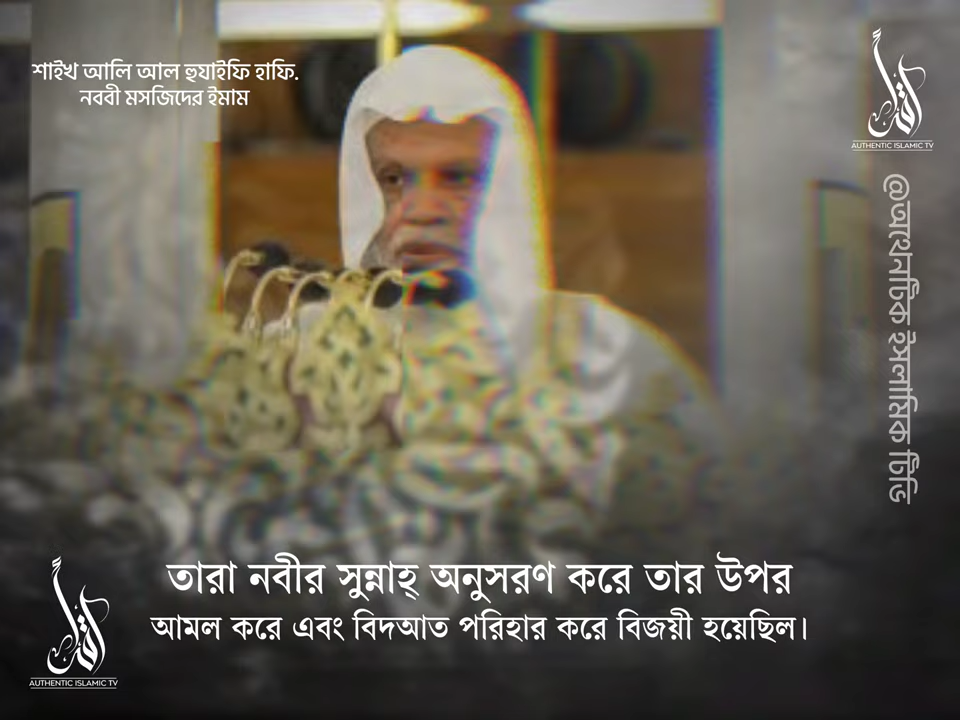 শাইখ আলি আল হুযাইফি হাফি.
নববী মসজিদের ইমাম
AUTHENTIC ISLAMIC TV
@অথেনটিক ইসলামিক টিভি
তারা নবীর সুন্নাহ্ অনুসরণ করে তার উপর
আমল করে এবং বিদআত পরিহার করে বিজয়ী হয়েছিল।
AUTHENTIC ISLAMIC TV